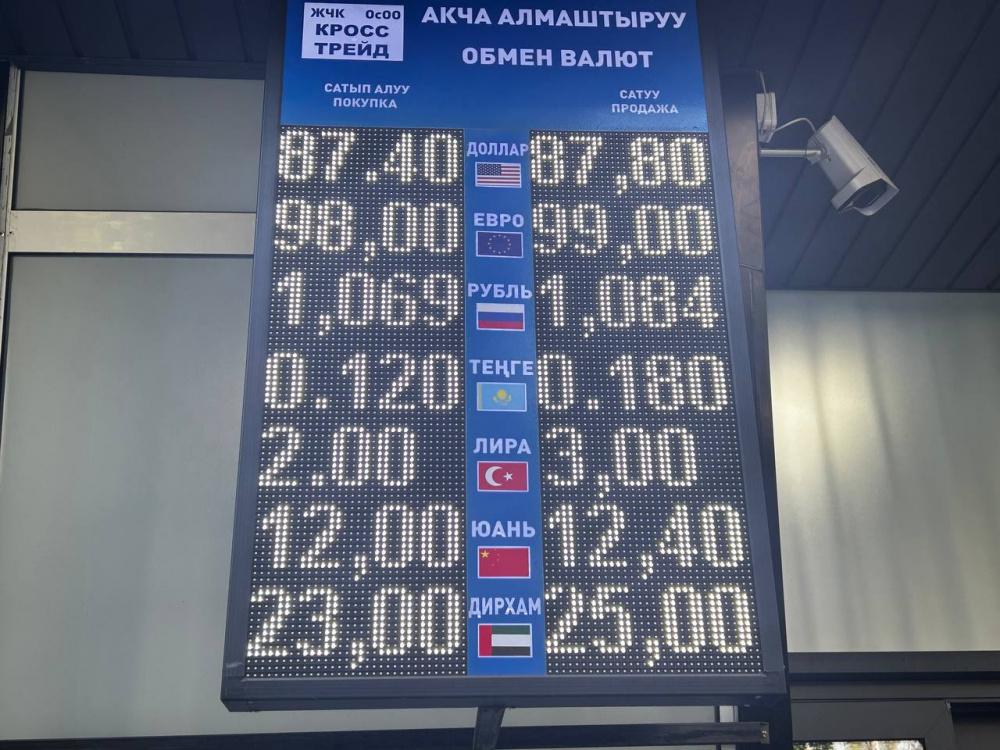 ЖЧК ОсОО
КРОСС
ТРЕЙД
АКЧА АЛМАШТЫРУУ
ОБМЕН ВАЛЮТ
САТЫП АЛУУ
ПОКУПКА
САТУУ
ПРОДАЖА
87.40 ДОЛЛАР 87,80
98,00 ЕВРО 99,00
1,069 РУБЛЬ 1,084
0.120 ТЕҢГЕ 0.180
2.00 ЛИРА 3,00
12,00 ЮАНЬ 12,40
23,00 ДИРХАМ 25,00